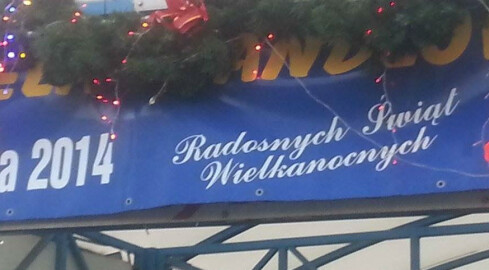 a 2014
Radosnych Świąt
Wielkanocnych